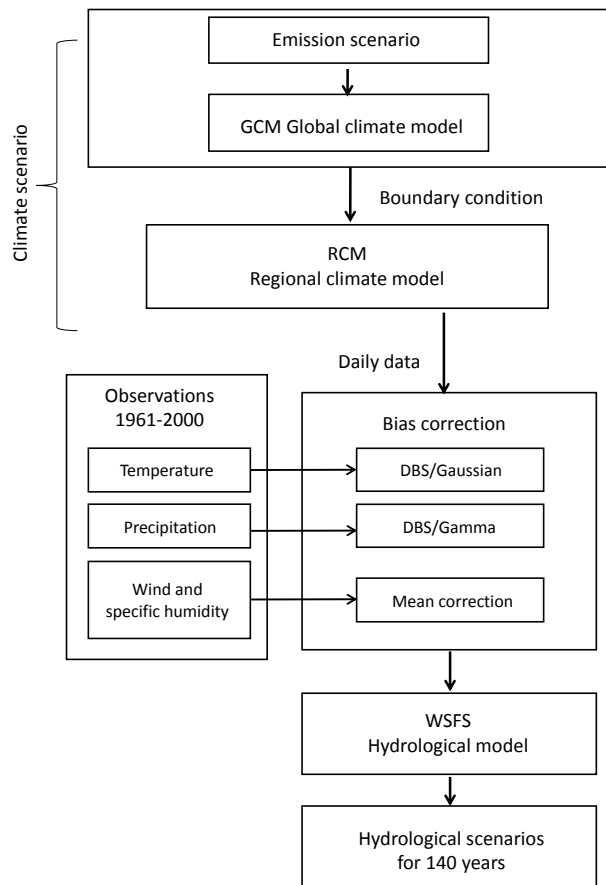 Climate scenario
Emission scenario
GCM Global climate model
Boundary condition
RCM
Regional climate model
Daily data
Observations
1961-2000
Temperature
Precipitation
Wind and
specific humidity
Bias correction
DBS/Gaussian
DBS/Gamma
Mean correction
WSFS
Hydrological model
Hydrological scenarios
for 140 years